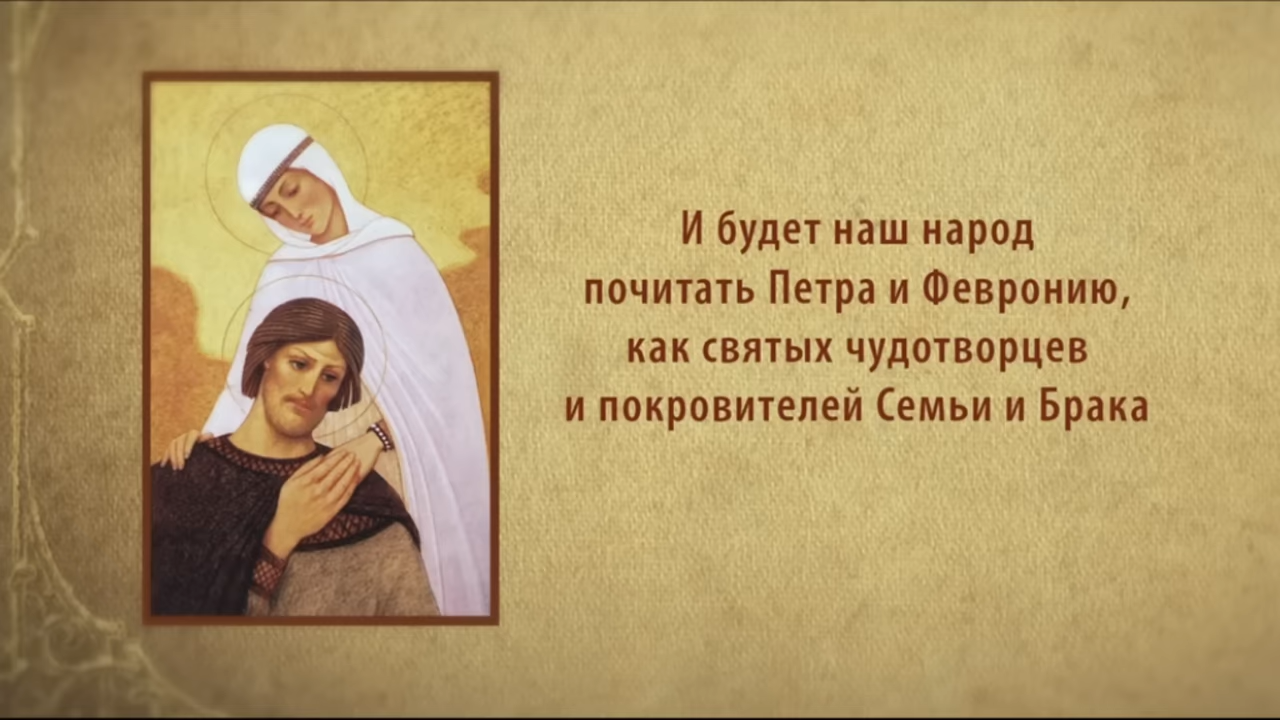 И будет наш народ
почитать Петра и Февронию,
как святых чудотворцев
и покровителей Семьи и Брака